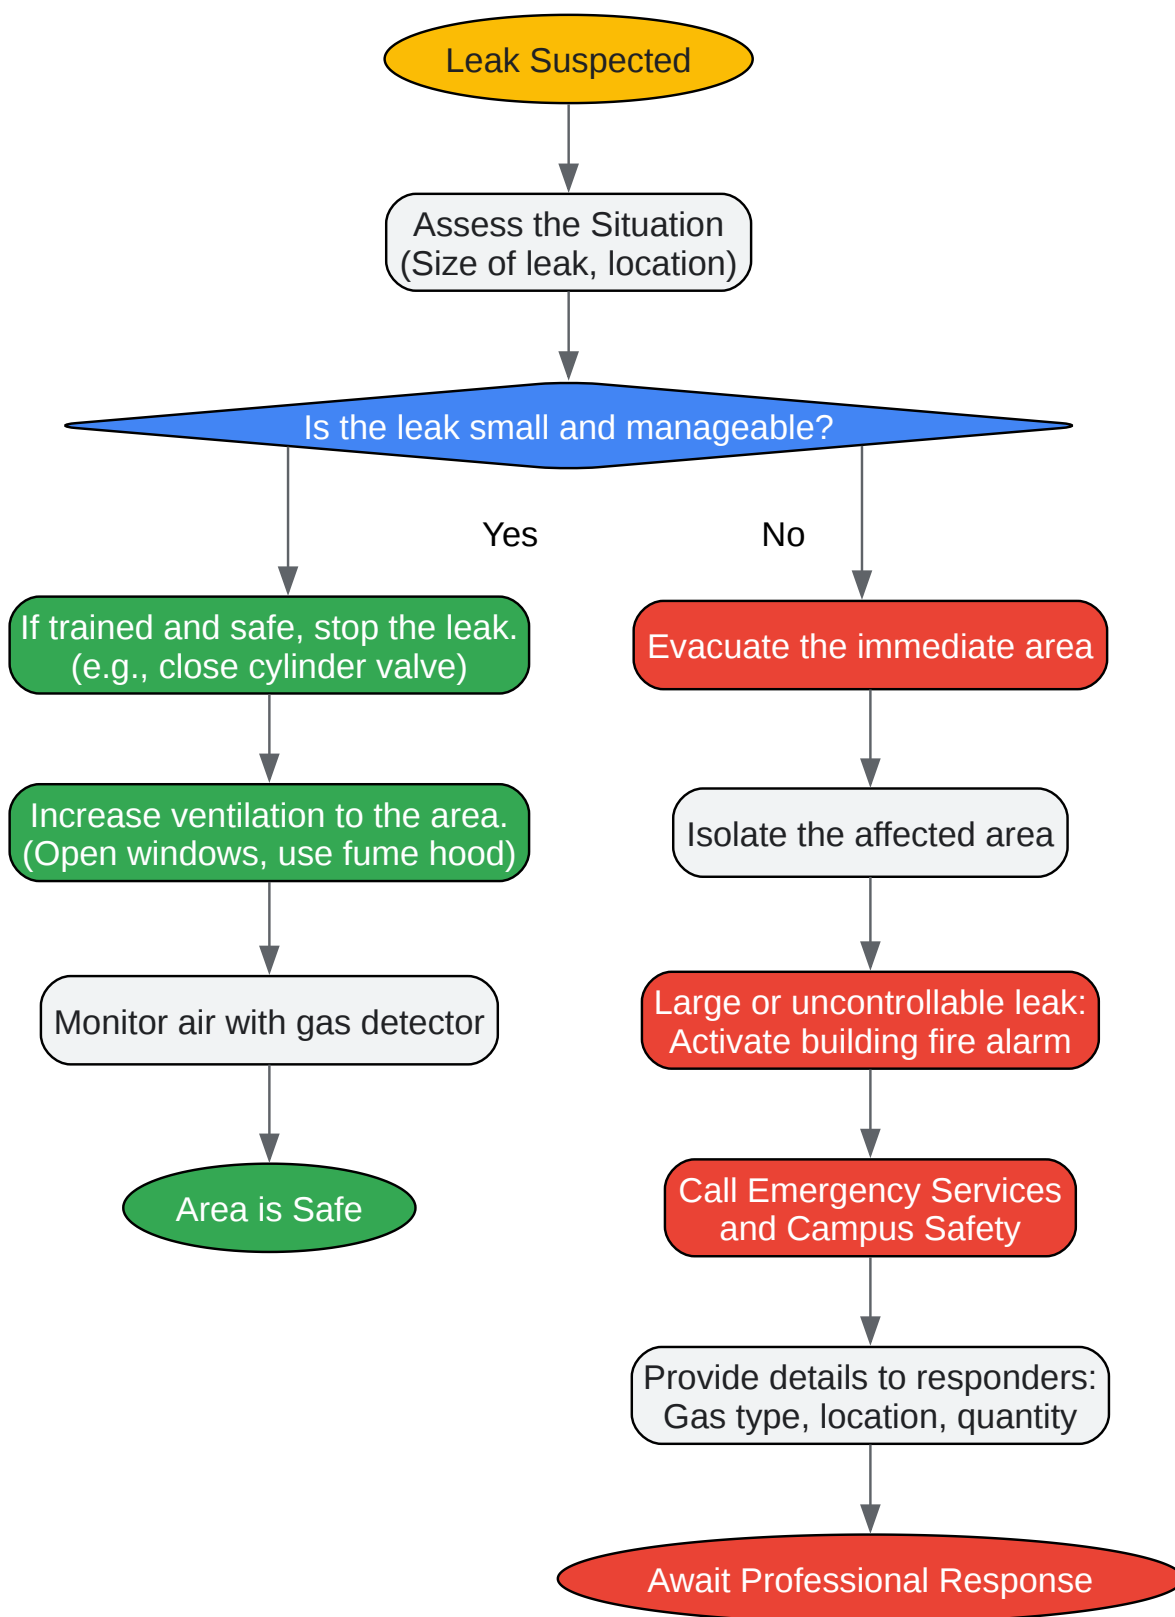 Leak Suspected
Assess the Situation
(Size of leak, location)
Is the leak small and manageable?
Yes
No
If trained and safe, stop the leak.
(e.g., close cylinder valve)
Evacuate the immediate area
Increase ventilation to the area.
(Open windows, use fume hood)
Isolate the affected area
Monitor air with gas detector
Large or uncontrollable leak:
Activate building fire alarm
Area is Safe
Call Emergency Services
and Campus Safety
Provide details to responders:
Gas type, location, quantity
Await Professional Response